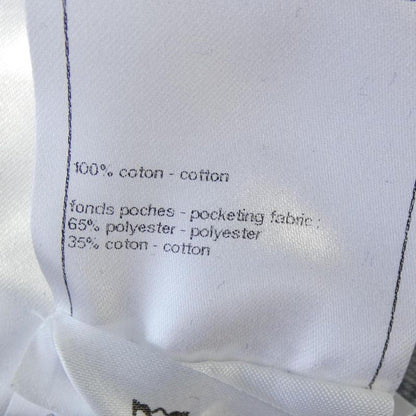 100% coton - cotton
fonds poches - pocketing fabric :
65% polyester - polyester
35% coton - cotton